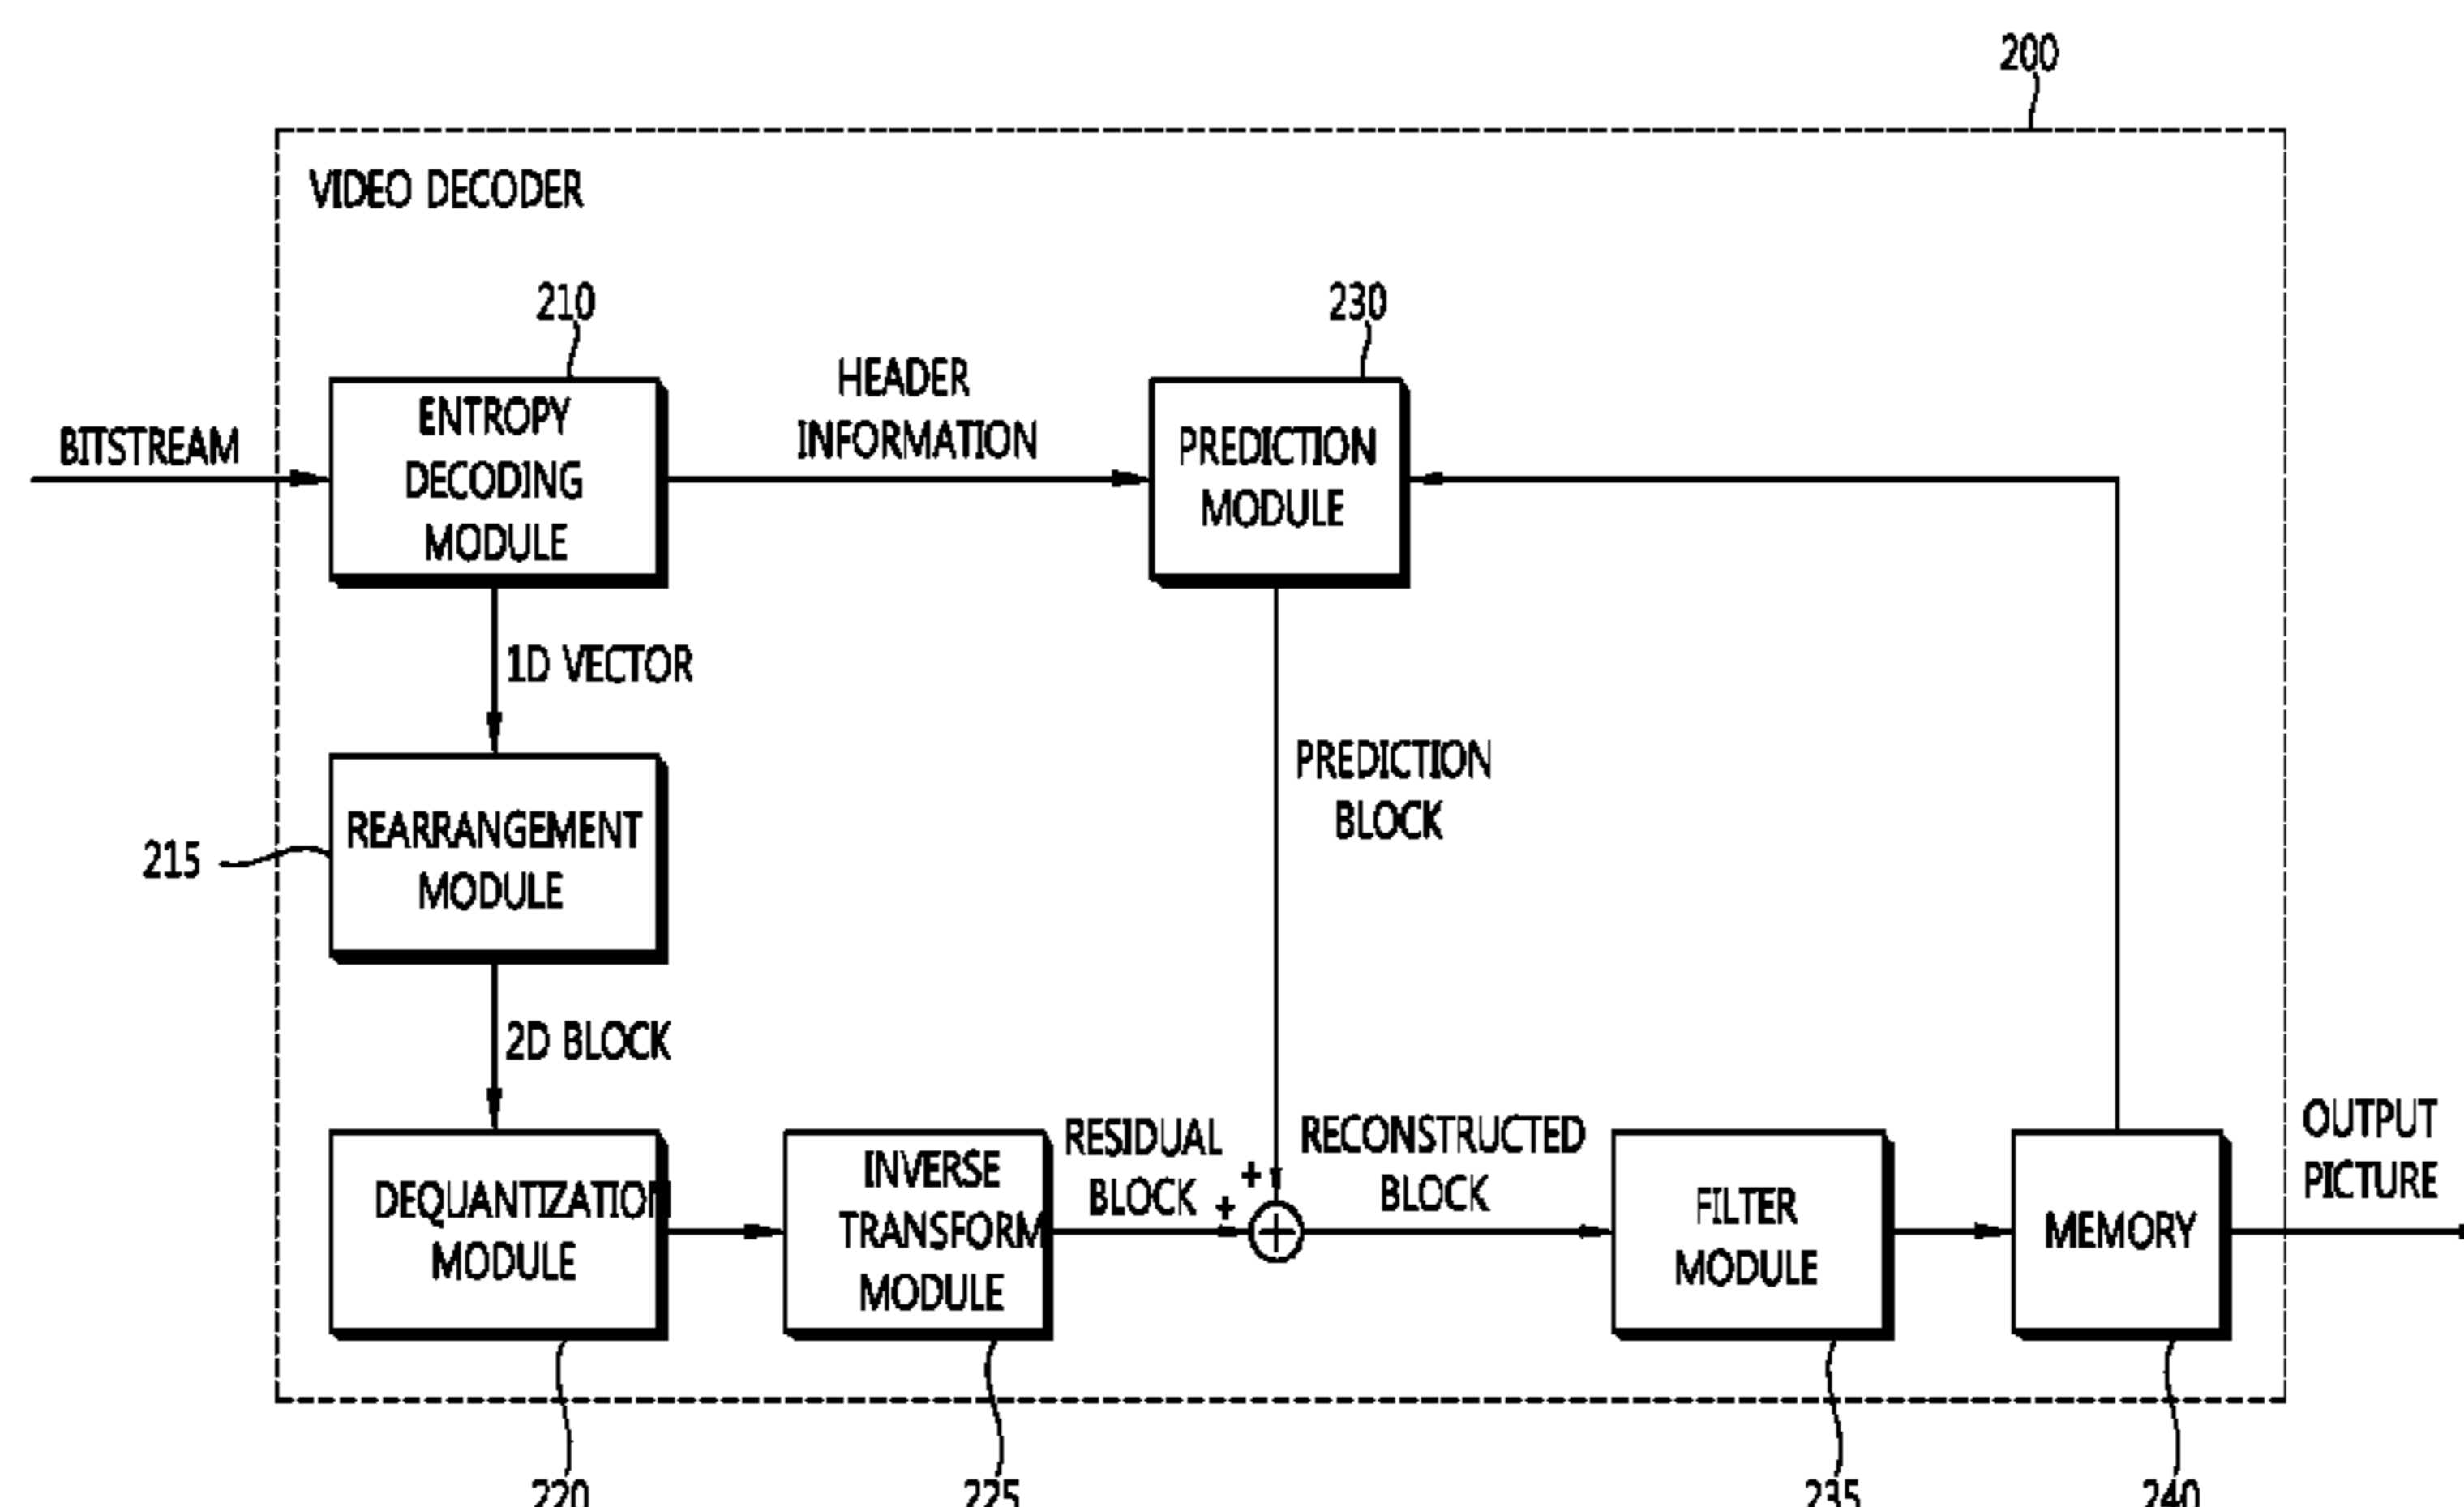 200
VIDEO DECODER
210
230
HEADER
INFORMATION
BITSTREAM
ENTROPY
DECODING
MODULE
PREDICTION
MODULE
1D VECTOR
PREDICTION
BLOCK
215
REARRANGEMENT
MODULE
2D BLOCK
DEQUANTIZATION
MODULE
INVERSE
TRANSFORM
MODULE
RESIDUAL
BLOCK
+
+
RECONSTRUCTED
BLOCK
FILTER
MODULE
MEMORY
OUTPUT
PICTURE
220
225
235
240